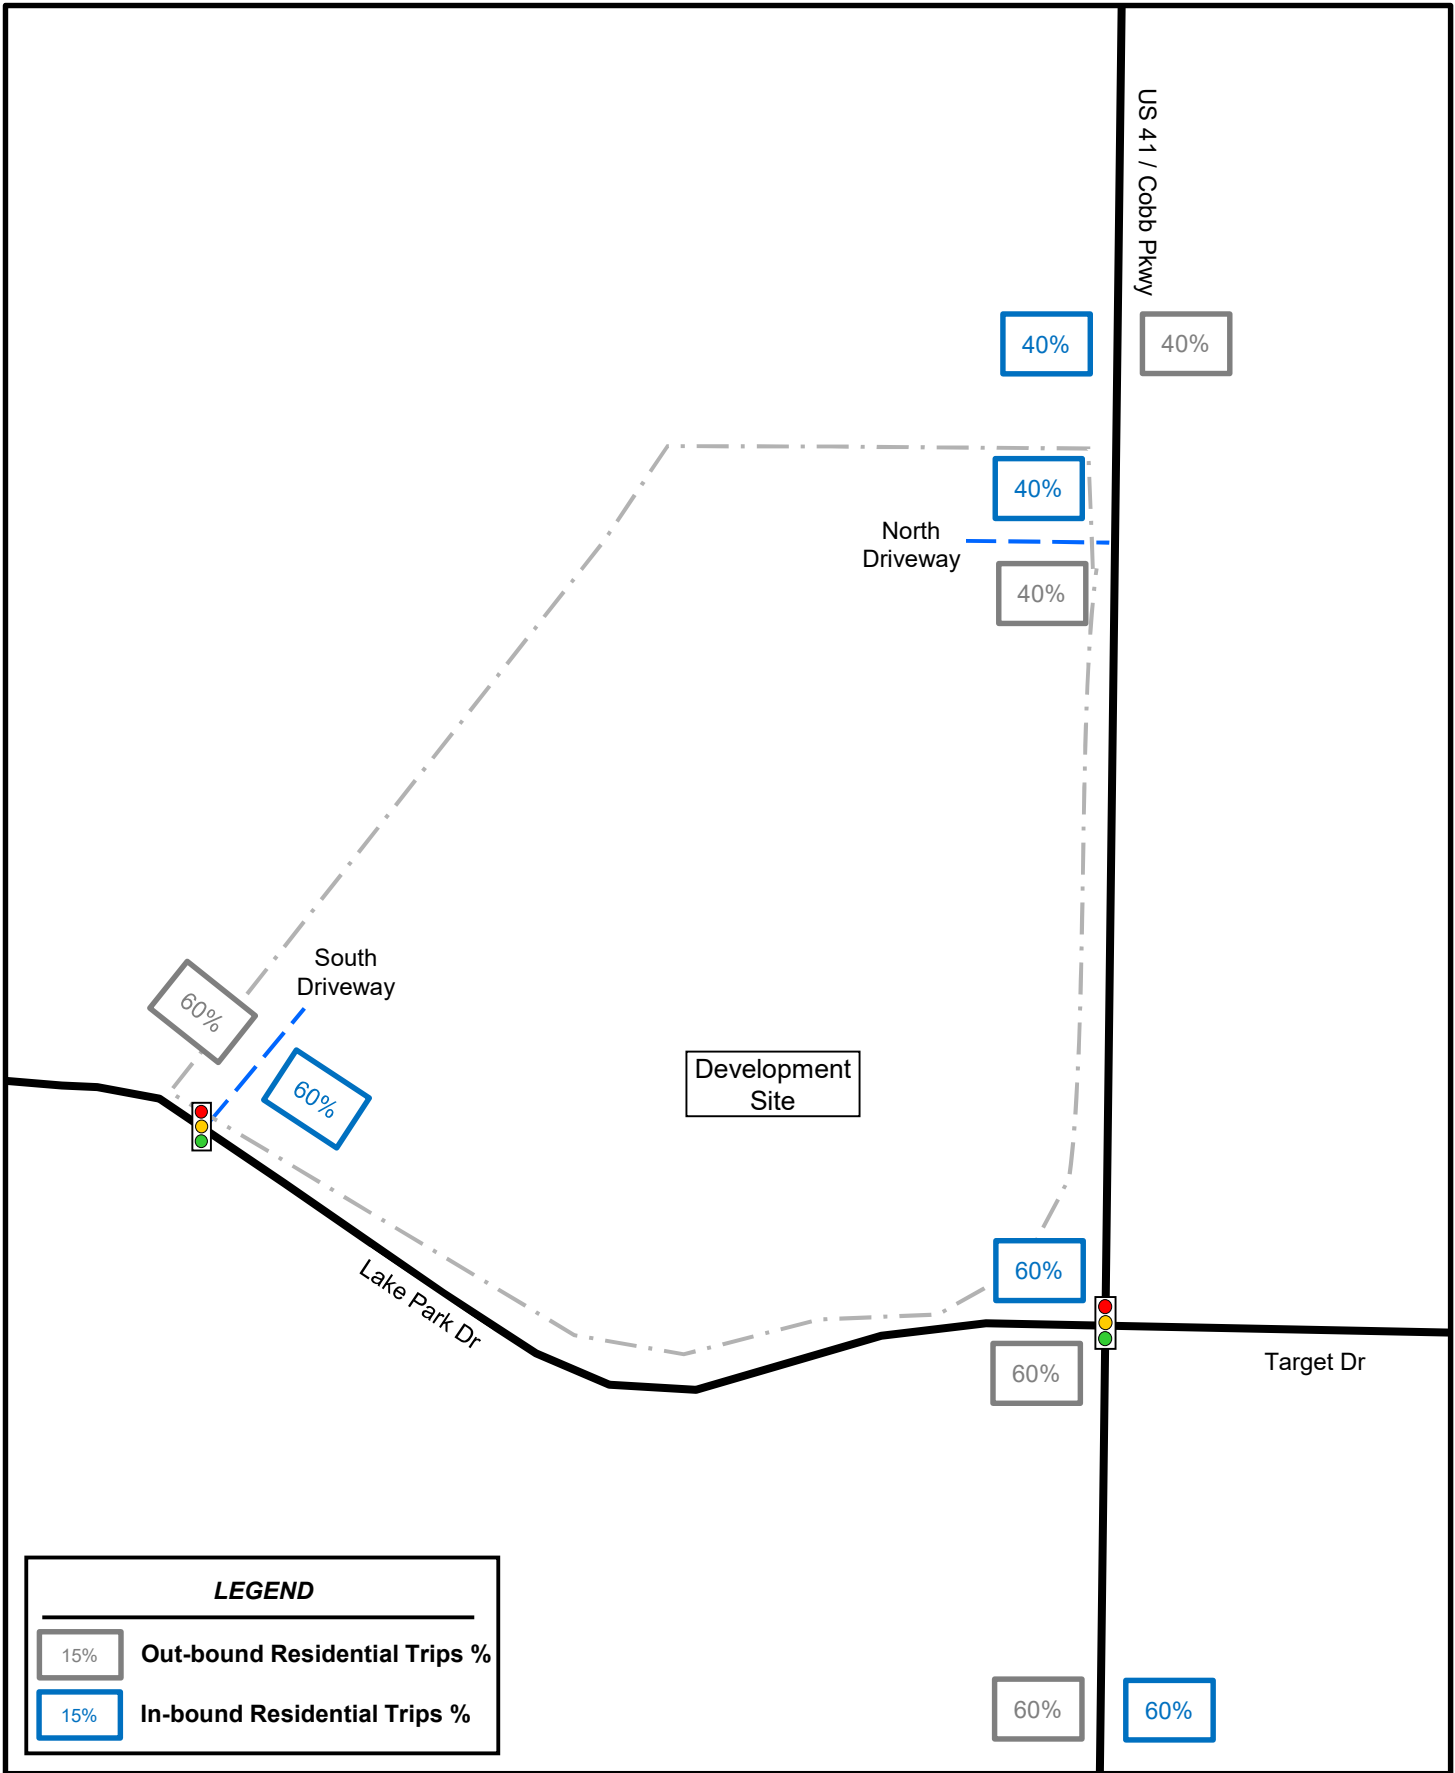 US 41 / Cobb Pkwy
40%
40%
40%
North
Driveway
40%
South
Driveway
60%
60%
Development
Site
60%
Lake Park Dr
60%
Target Dr
LEGEND
15% Out-bound Residential Trips %
15% In-bound Residential Trips %
60%
60%